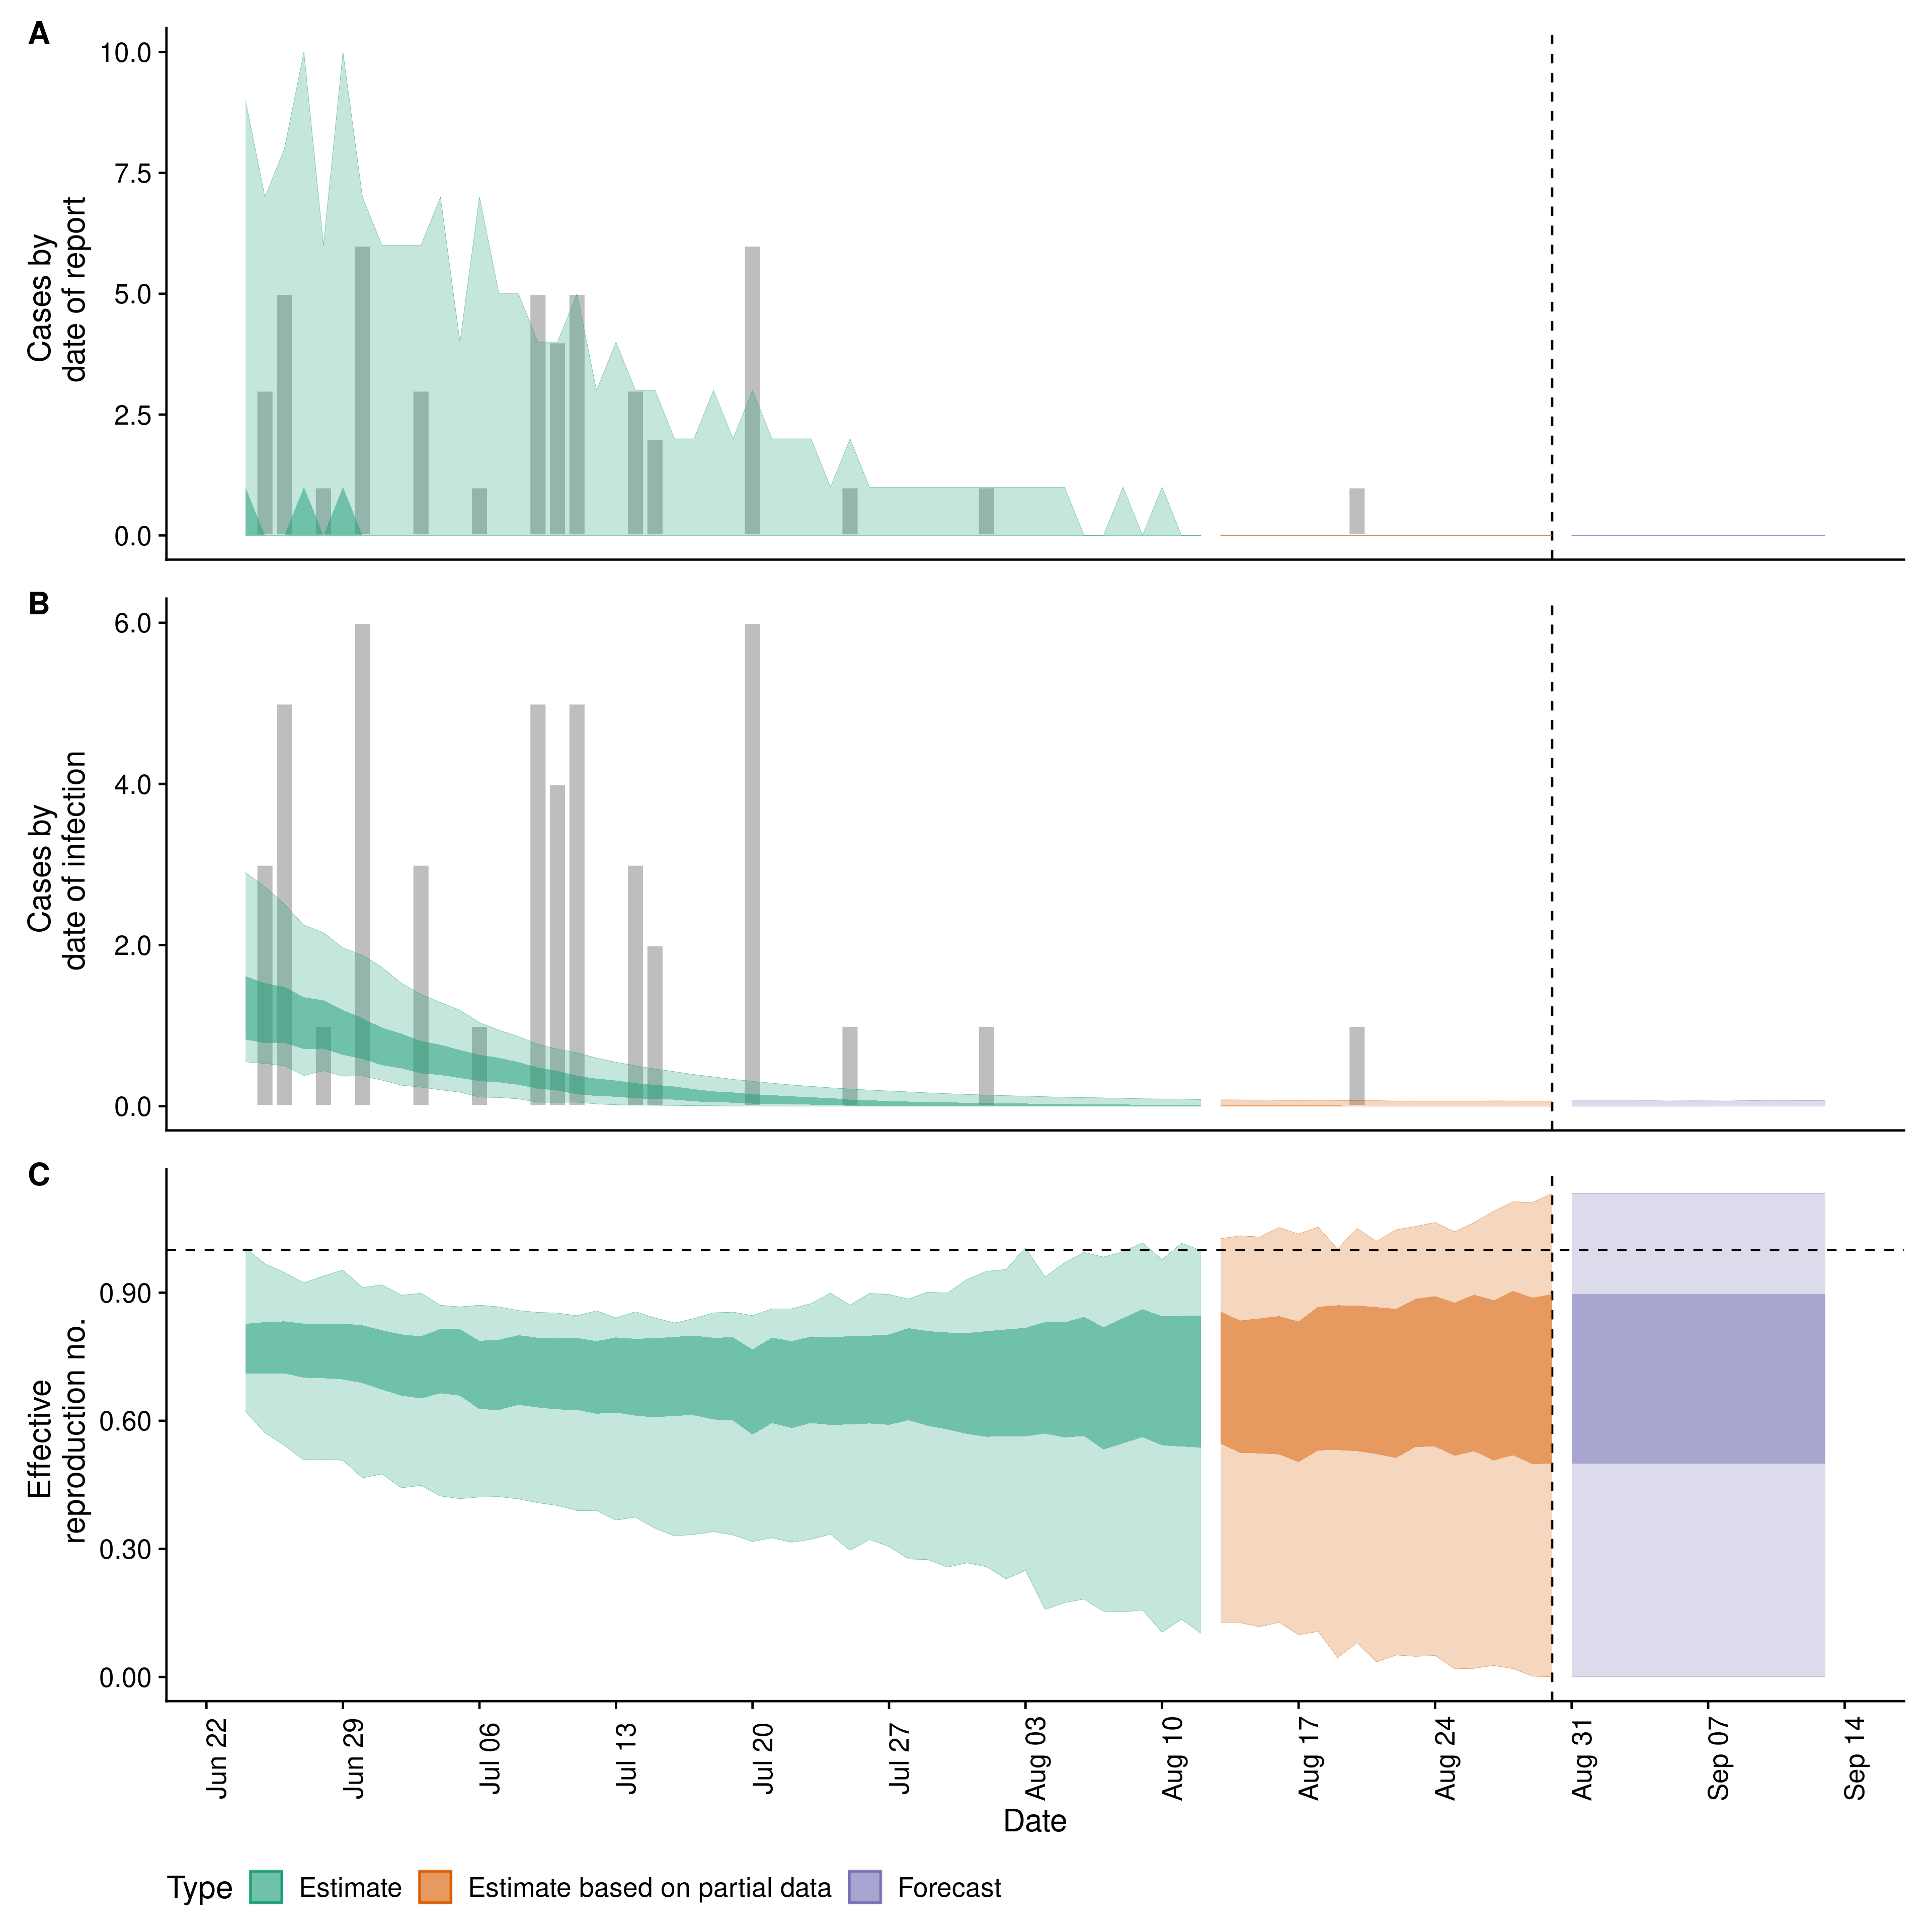 A
10.0
7.5
5.0
2.5
0.0
Cases by
date of report
B
6.0
4.0
2.0
0.0
Cases by
date of infection
C
0.90
0.60
0.30
0.00
Effective
reproduction no.
Jun 22
Jun 29
Jul 06
Jul 13
Jul 20
Jul 27
Aug 03
Aug 10
Aug 17
Aug 24
Aug 31
Sep 07
Sep 14
Date
Type Estimate Estimate based on partial data Forecast